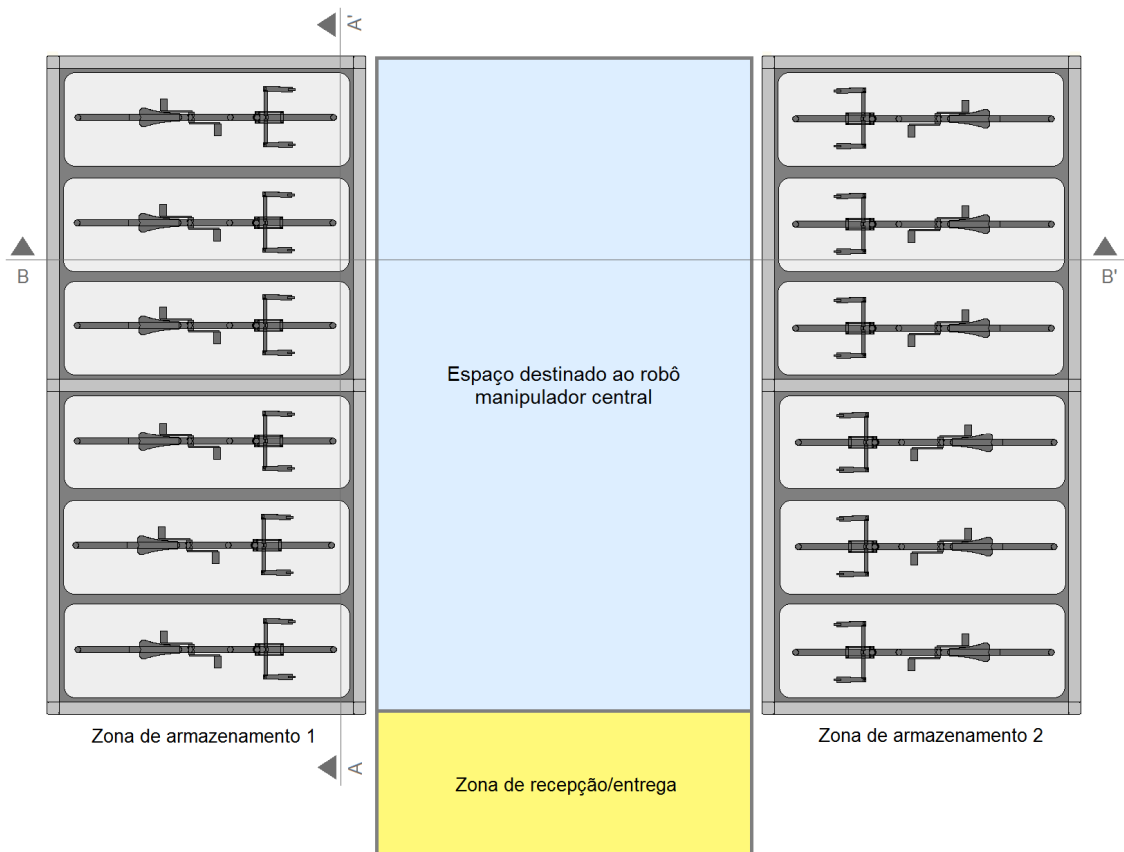 A'
B
B'
Espaço destinado ao robô
manipulador central
Zona de armazenamento 1
Zona de armazenamento 2
A
Zona de recepção/entrega